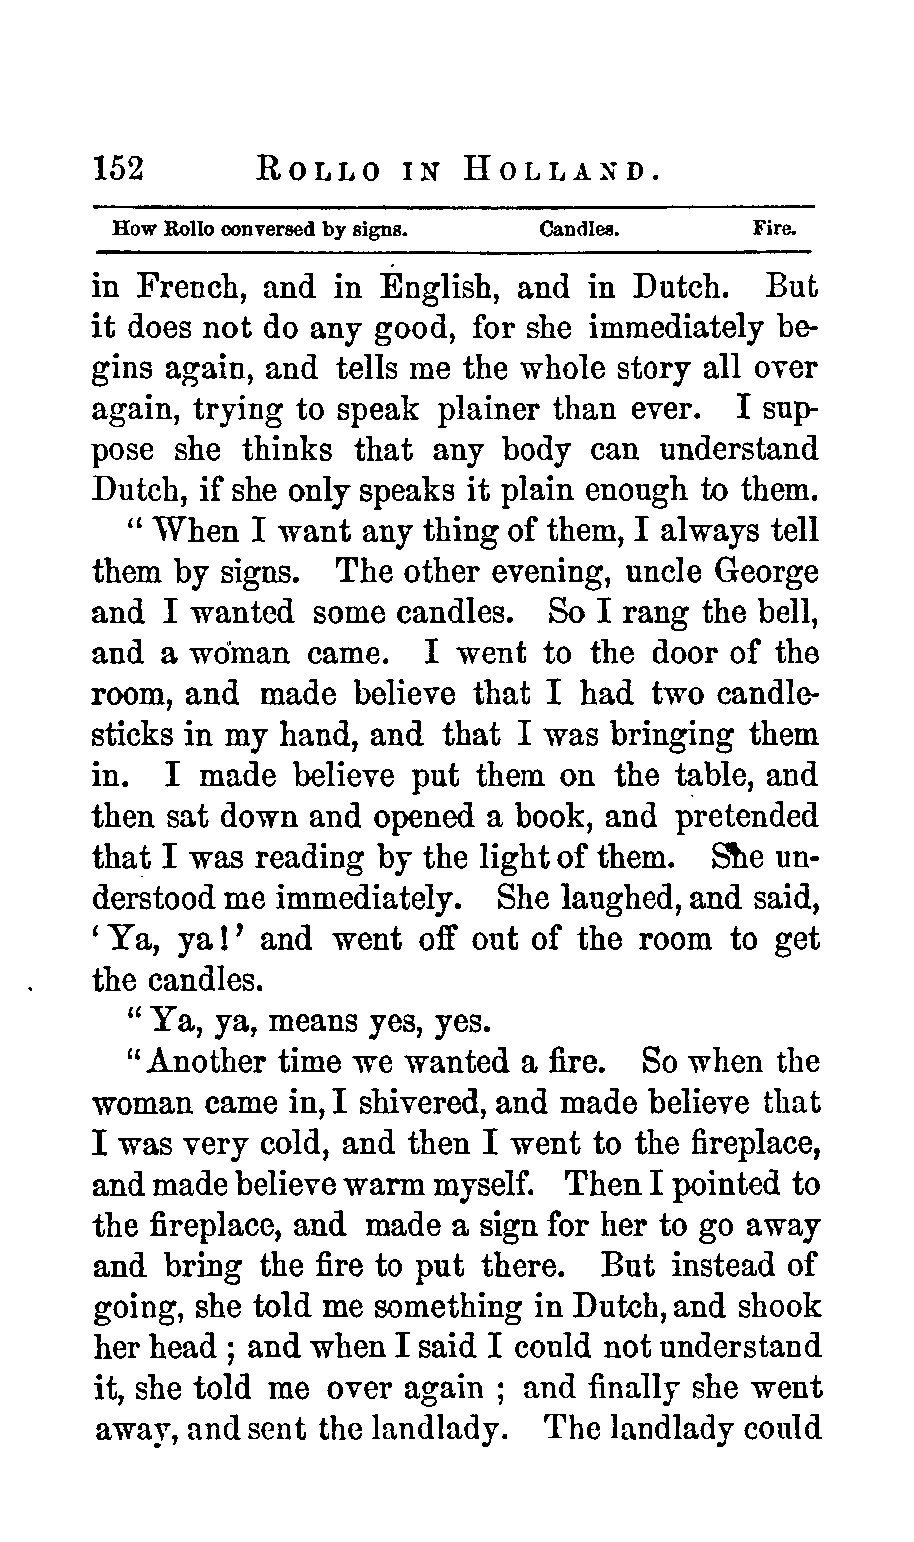 152 ROLLO IN HOLLAND.
How Rollo conversed by signs. Candles. Fire.
in French, and in English, and in Dutch. But
it does not do any good, for she immediately be-
gins again, and tells me the whole story all over
again, trying to speak plainer than ever. I sup-
pose she thinks that any body can understand
Dutch, if she only speaks it plain enough to them.
“ When I want any thing of them, I always tell
them by signs. The other evening, uncle George
and I wanted some candles. So I rang the bell,
and a woman came. I went to the door of the
room, and made believe that I had two candle-
sticks in my hand, and that I was bringing them
in. I made believe put them on the table, and
then sat down and opened a book, and pretended
that I was reading by the light of them. She un-
derstood me immediately. She laughed, and said,
‘ Ya, ya!’ and went off out of the room to get
the candles.
“ Ya, ya, means yes, yes.
“Another time we wanted a fire. So when the
woman came in, I shivered, and made believe that
I was very cold, and then I went to the fireplace,
and made believe warm myself. Then I pointed to
the fireplace, and made a sign for her to go away
and bring the fire to put there. But instead of
going, she told me something in Dutch, and shook
her head ; and when I said I could not understand
it, she told me over again ; and finally she went
away, and sent the landlady. The landlady could